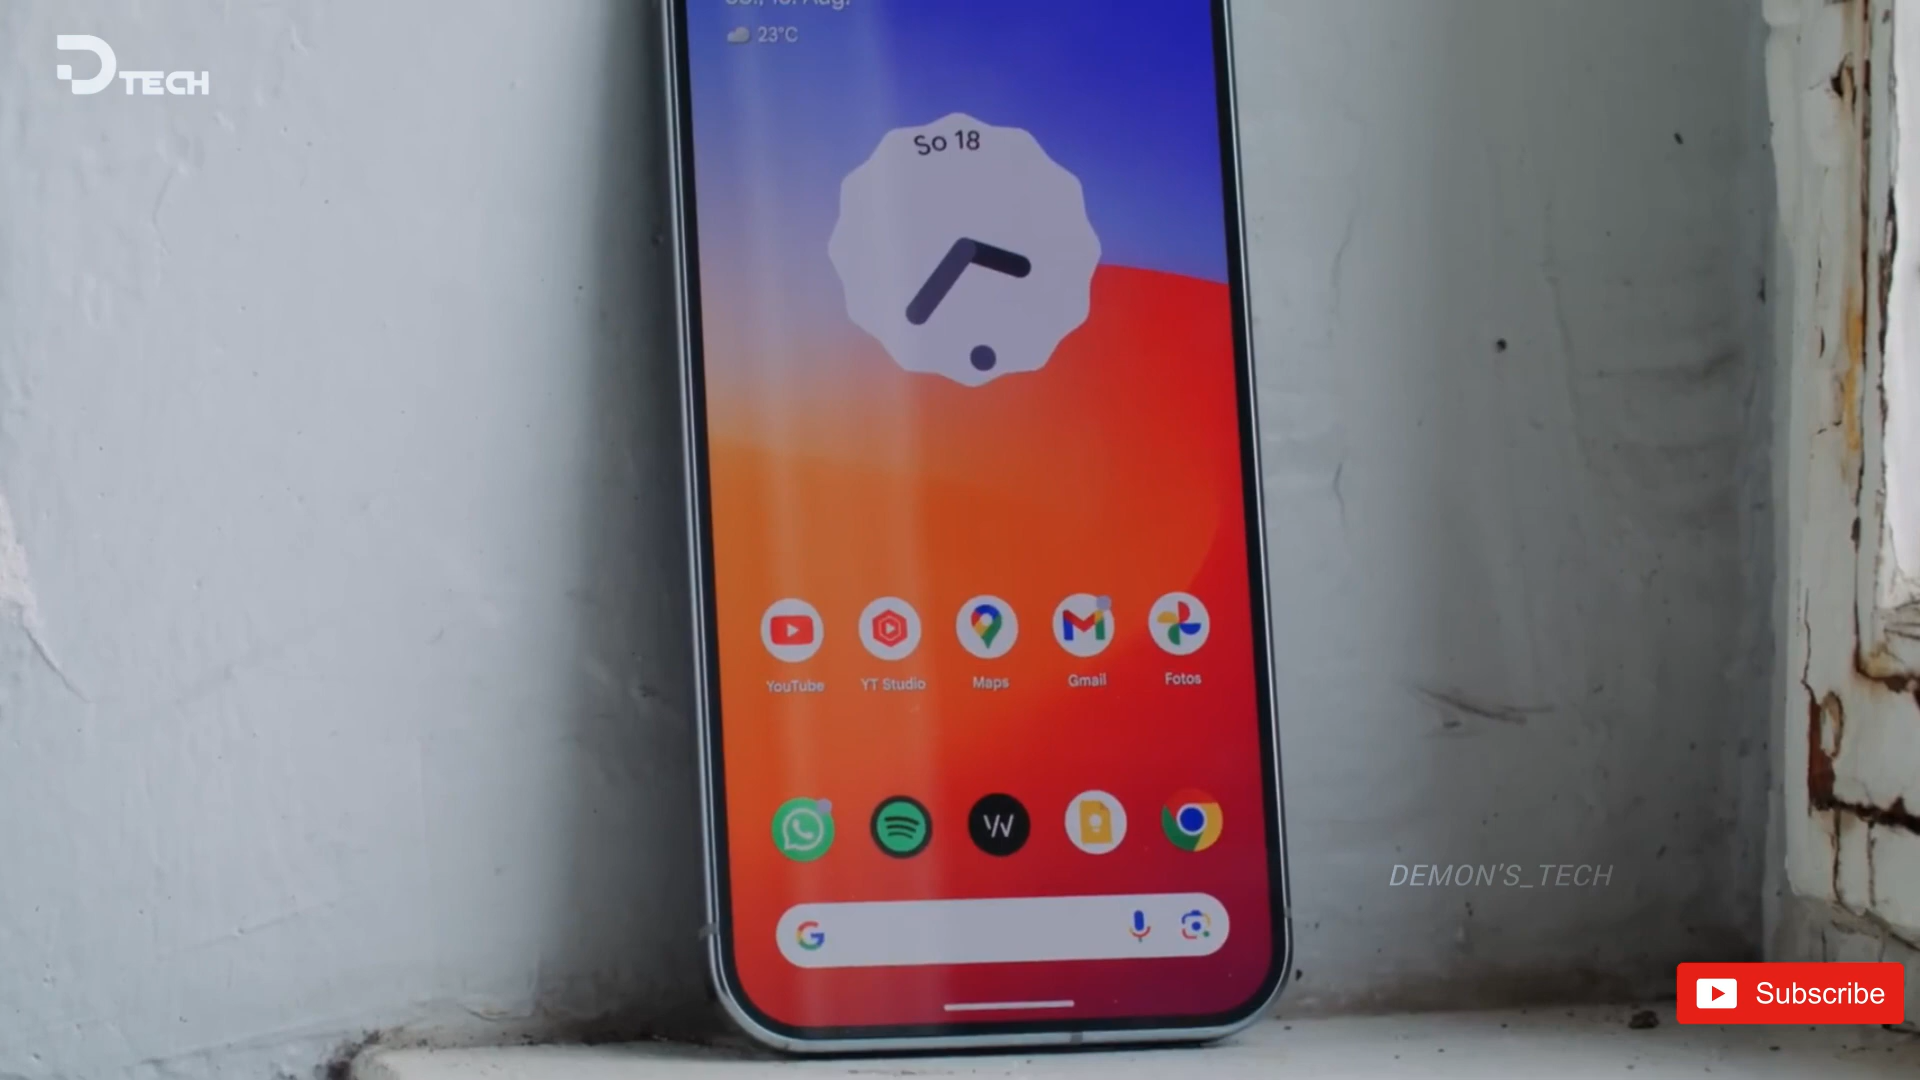 TECH
23°C
So 18
YouTube
YT Studio
Maps
Gmail
Fotos
DEMON'S_TECH
Subscribe